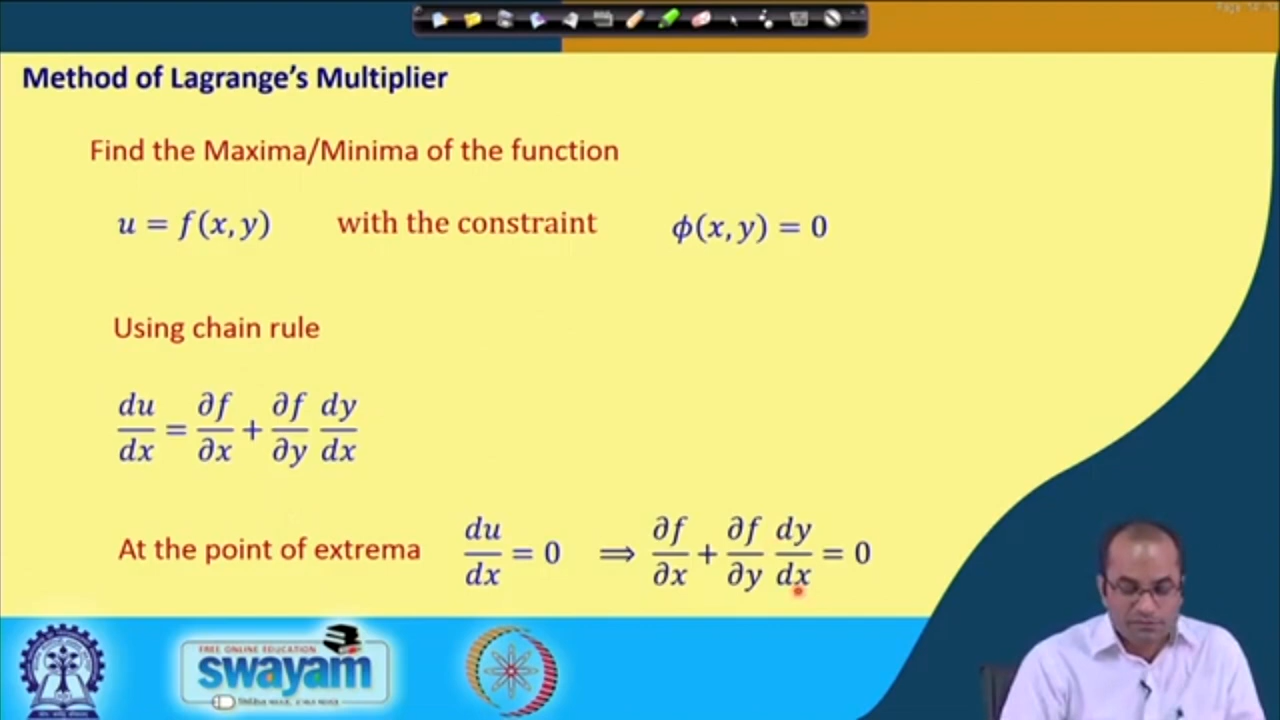 Method of Lagrange's Multiplier
Find the Maxima/Minima of the function
u = f(x, y) with the constraint ϕ(x, y) = 0
Using chain rule
du/dx = ∂f/∂x + ∂f/∂y dy/dx
At the point of extrema du/dx = 0 ⟹ ∂f/∂x + ∂f/∂y dy/dx = 0
FREE ONLINE EDUCATION
swayam